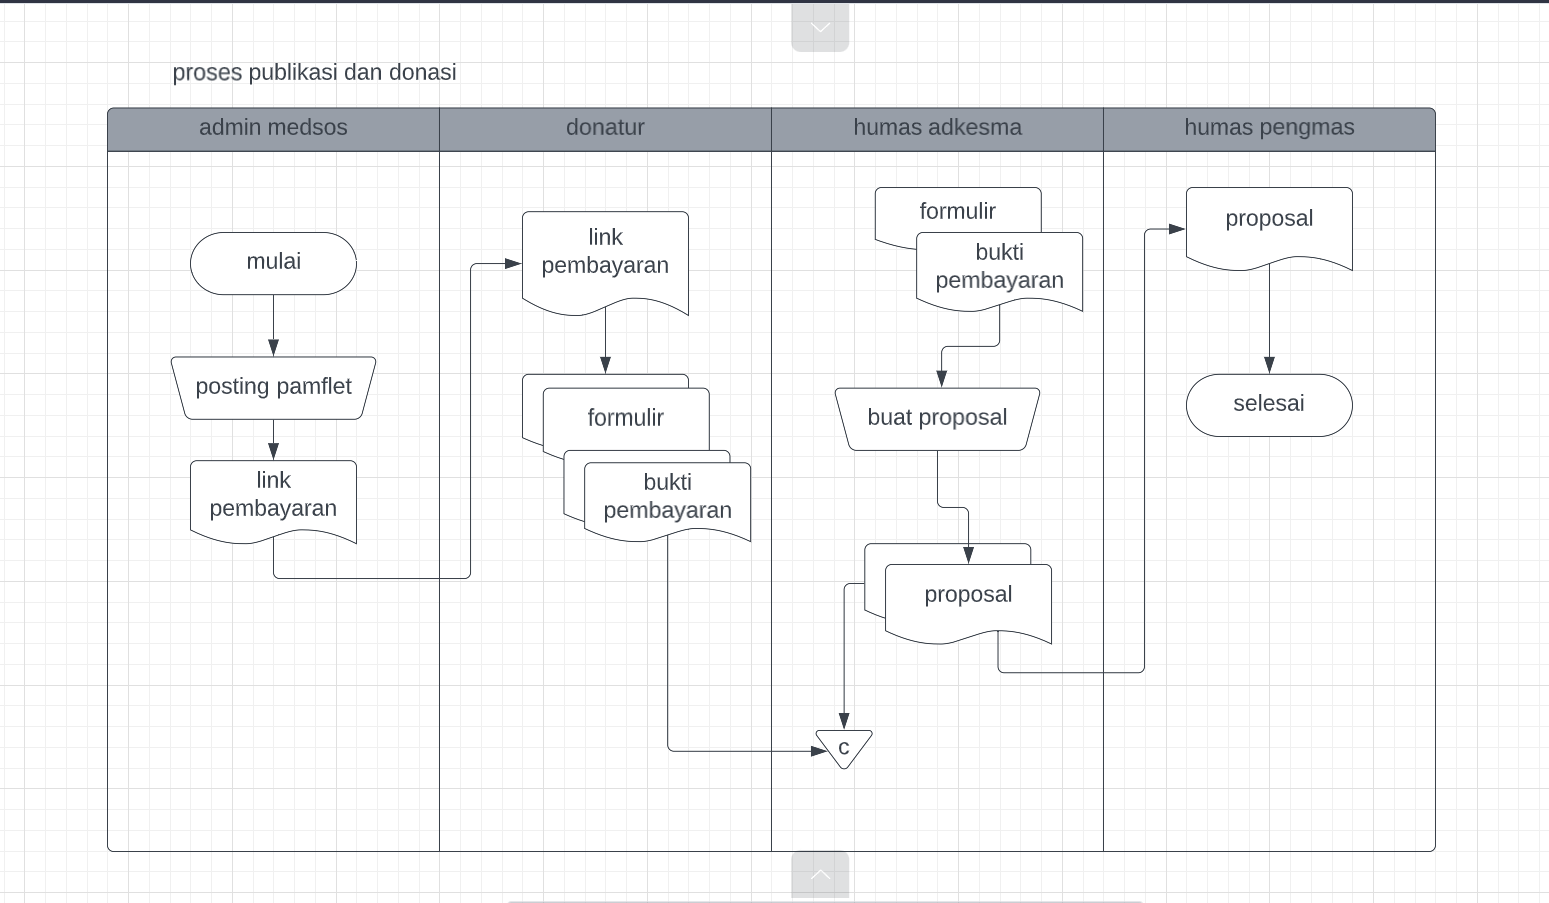 proses publikasi dan donasi
admin medsos
donatur
humas adkesma
humas pengmas
mulai
posting pamflet
link
pembayaran
link
pembayaran
formulir
bukti
pembayaran
formulir
bukti
pembayaran
buat proposal
proposal
c
proposal
selesai